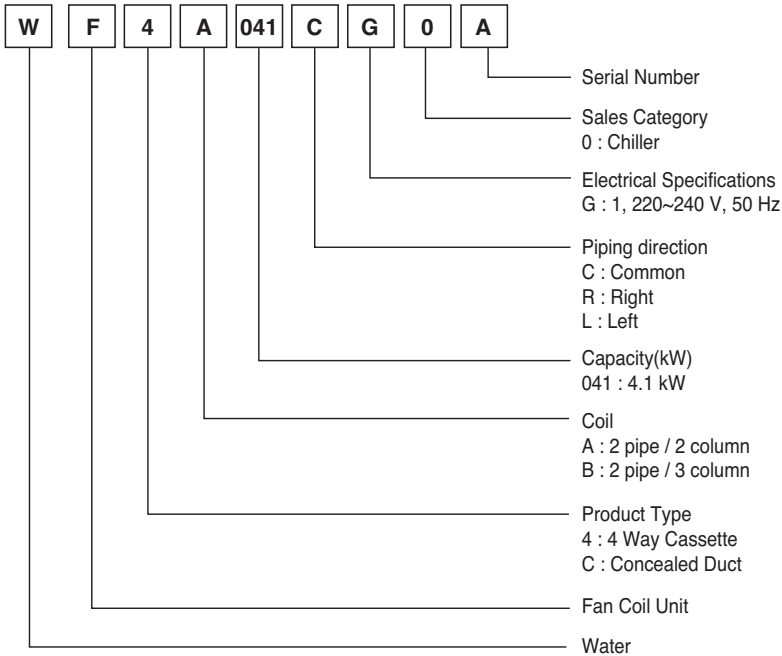 W F 4 A 041 C G 0 A
Serial Number
Sales Category
0 : Chiller
Electrical Specifications
G : 1, 220~240 V, 50 Hz
Piping direction
C : Common
R : Right
L : Left
Capacity(kW)
041 : 4.1 kW
Coil
A : 2 pipe / 2 column
B : 2 pipe / 3 column
Product Type
4 : 4 Way Cassette
C : Concealed Duct
Fan Coil Unit
Water